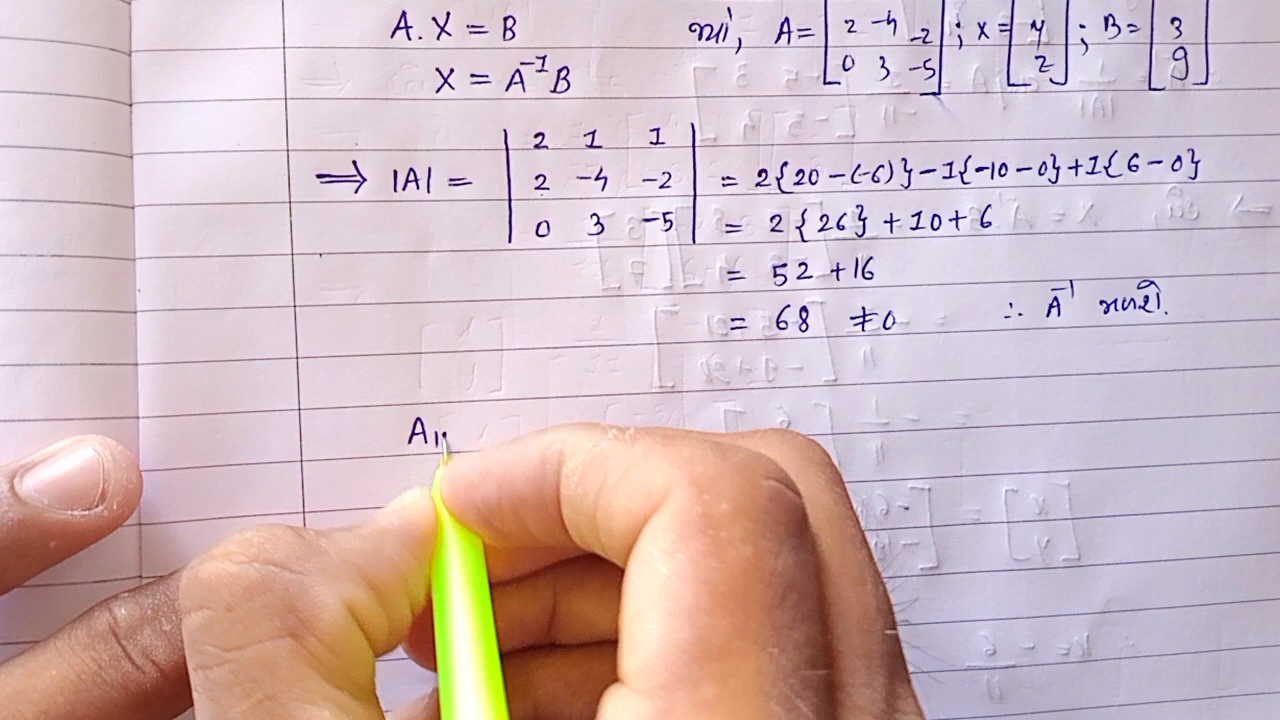 A. X = B જ્યાં, A = [ 2 -4 -2 ; 0 3 -5 ] ; X = [ y ; z ] ; B = [ 3 ; 9 ]
X = A⁻¹B
⇒ |A| = | 2 1 1 |
| 2 -4 -2 | = 2{20 - (-6)} - 1{-10 - 0} + 1{6 - 0}
| 0 3 -5 | = 2 {26} + 10 + 6
= 52 + 16
= 68 ≠ 0 ∴ A⁻¹ મળશે.
A₁